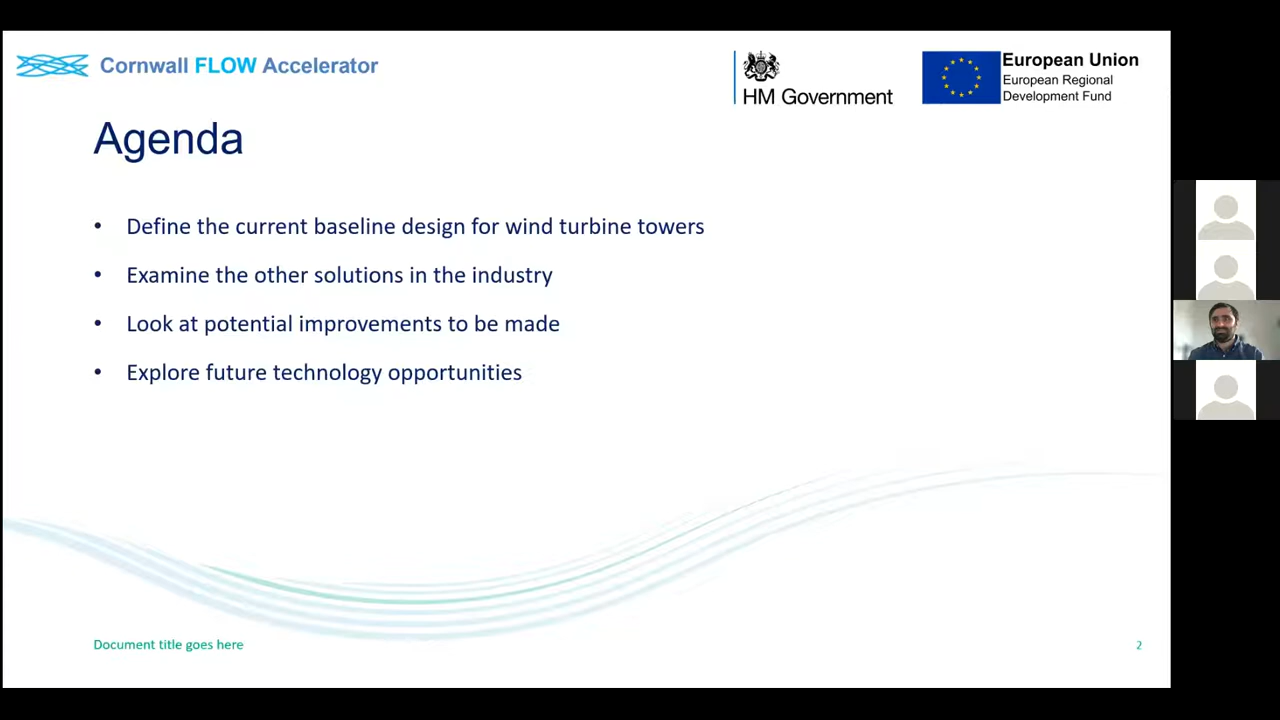 Cornwall FLOW Accelerator
HM Government
European Union
European Regional
Development Fund
Agenda
• Define the current baseline design for wind turbine towers
• Examine the other solutions in the industry
• Look at potential improvements to be made
• Explore future technology opportunities
Document title goes here
2